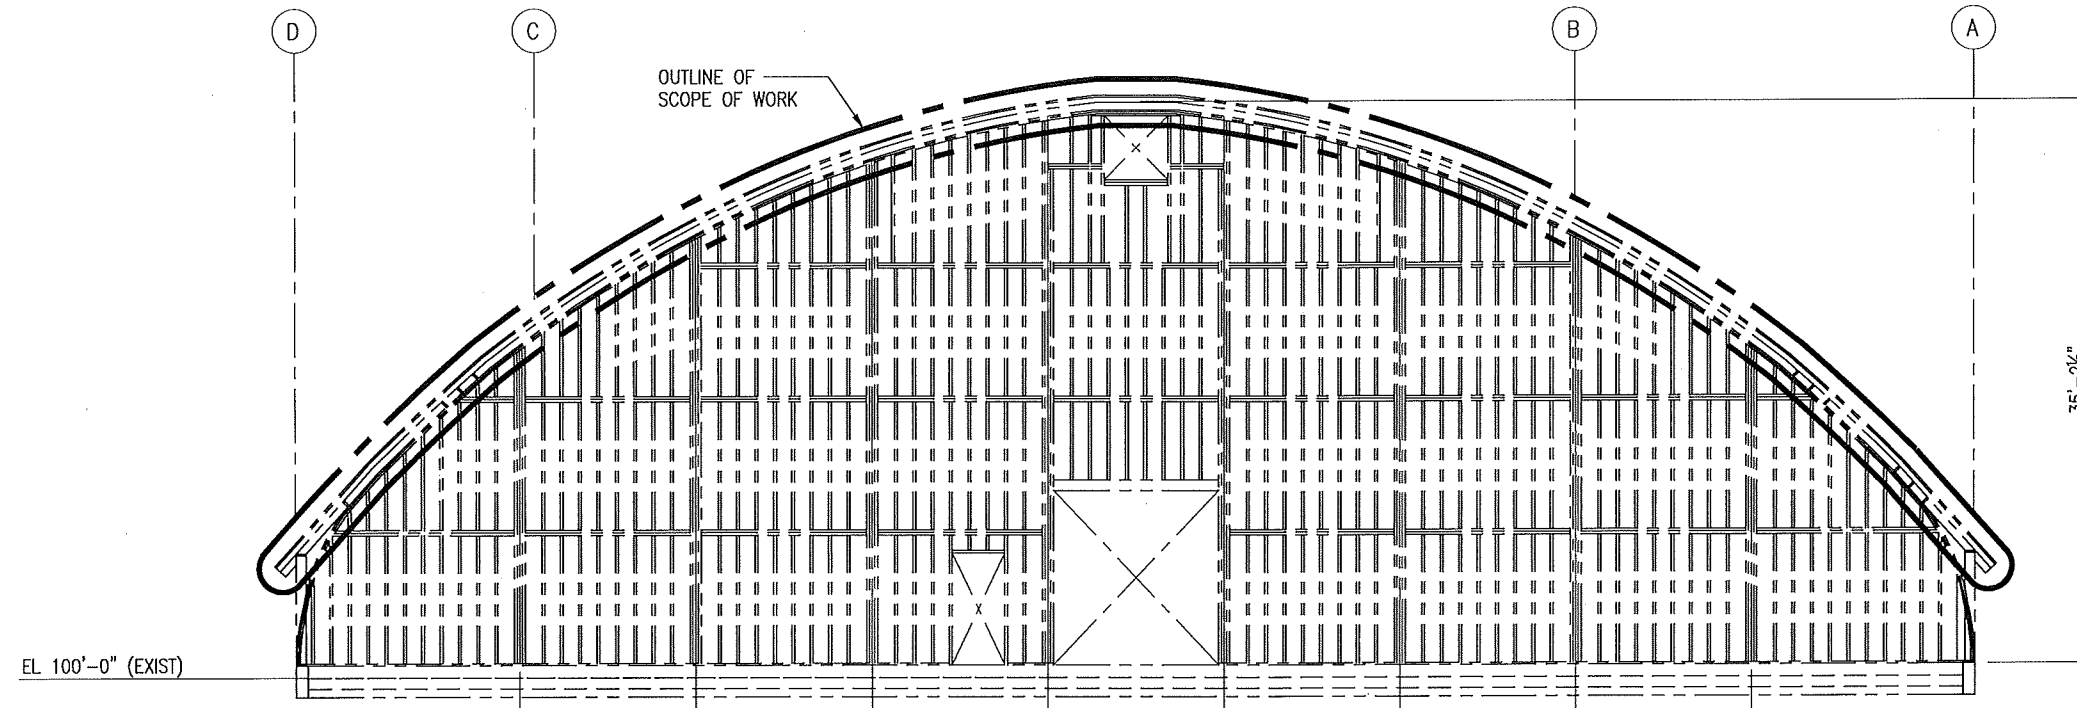 D
C
B
A
OUTLINE OF
SCOPE OF WORK
EL 100'-0" (EXIST)